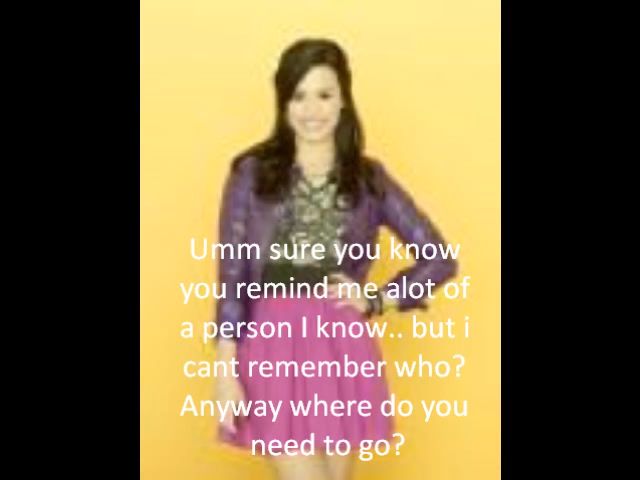 Umm sure you know
you remind me alot of
a person I know.. but i
cant remember who?
Anyway where do you
need to go?